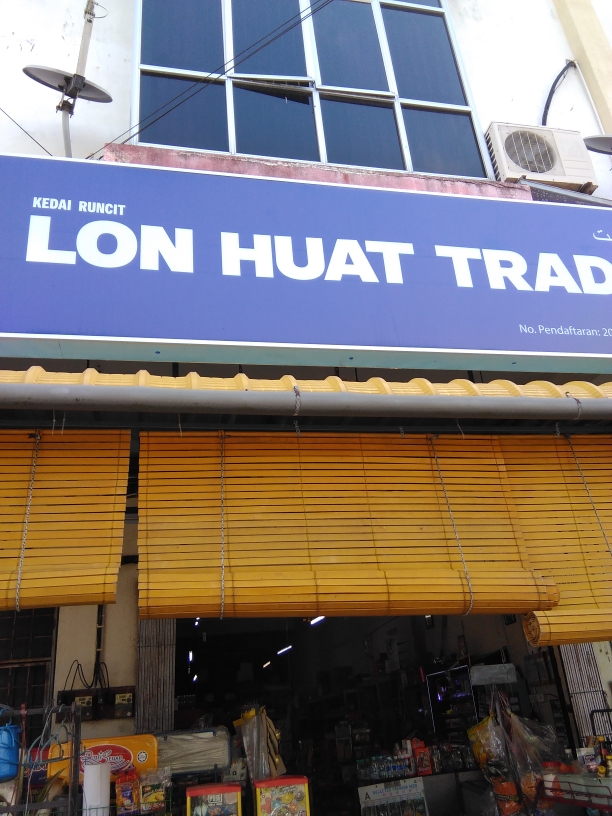 KEDAI RUNCIT
LON HUAT TRAD
No. Pendaftaran: 20